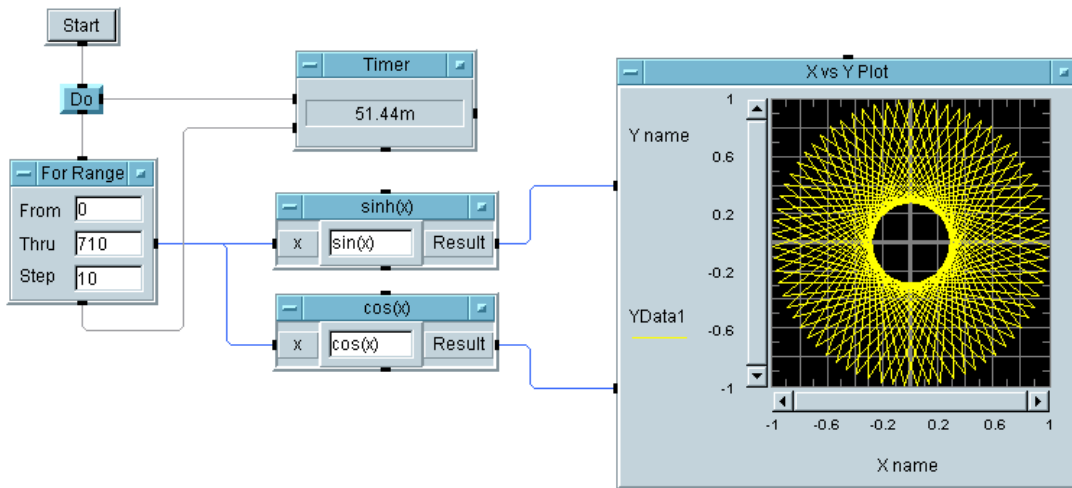 Start
Do
Timer
51.44m
For Range
From 0
Thru 710
Step 10
sinh(x)
x sin(x) Result
cos(x)
x cos(x) Result
X vs Y Plot
Y name
YData1
1
0.6
0.2
-0.2
-0.6
-1
-1 -0.6 -0.2 0.2 0.6 1
X name